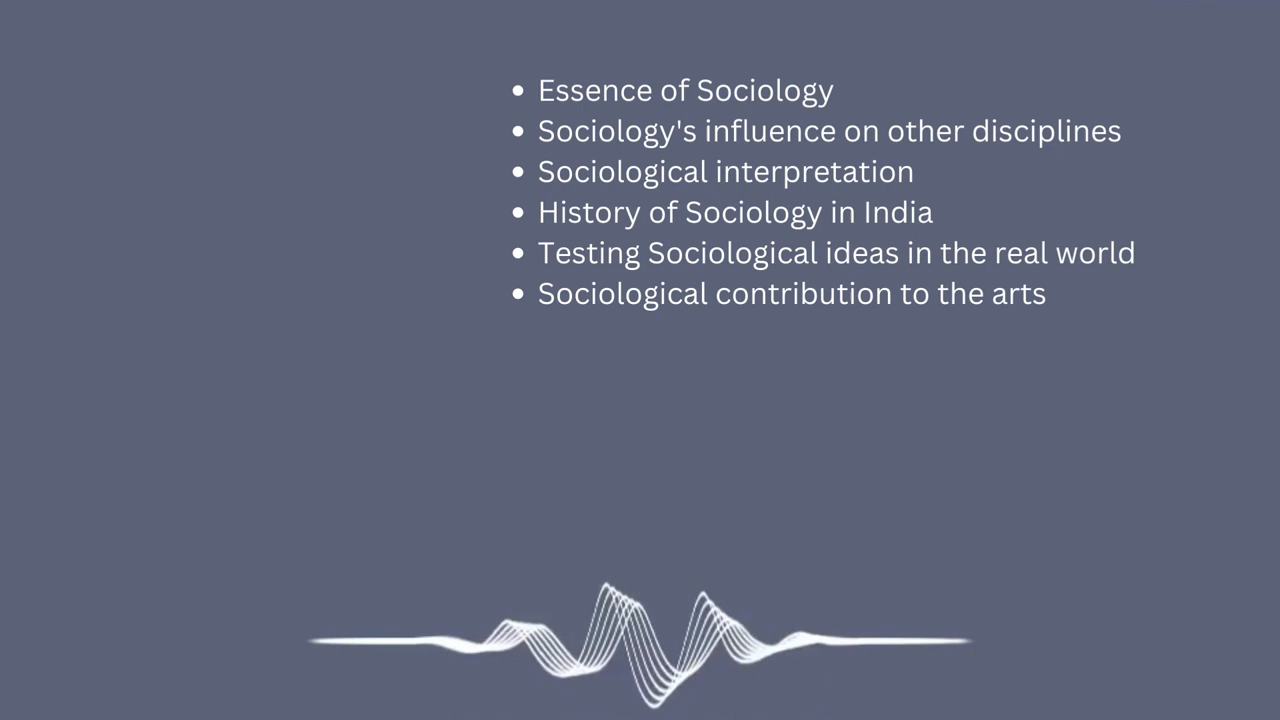 • Essence of Sociology
• Sociology's influence on other disciplines
• Sociological interpretation
• History of Sociology in India
• Testing Sociological ideas in the real world
• Sociological contribution to the arts